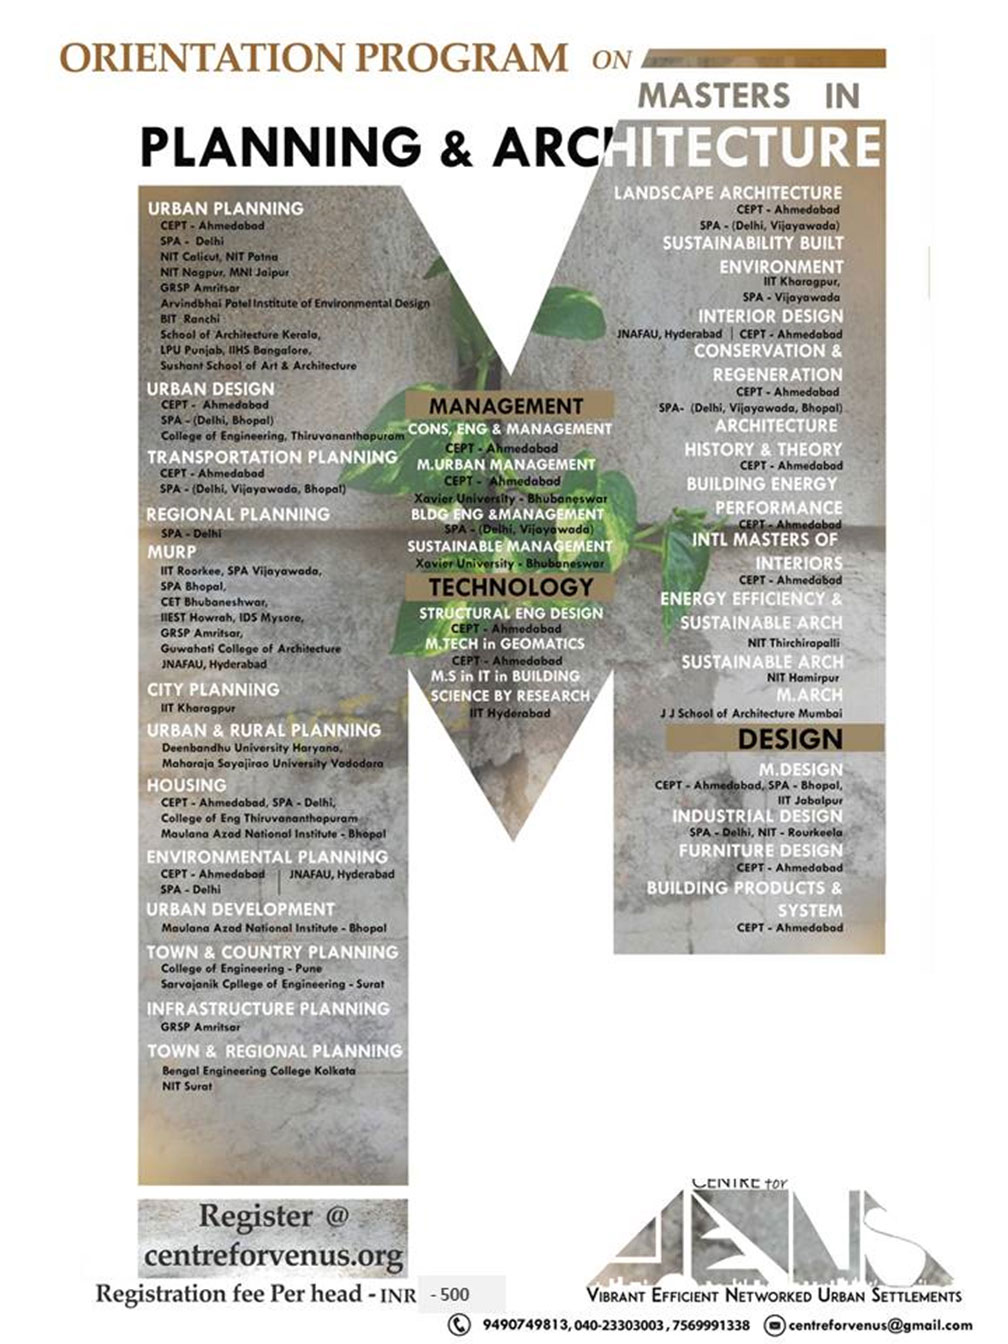 ORIENTATION PROGRAM ON
MASTERS IN
PLANNING & ARCHITECTURE
URBAN PLANNING
CEPT - Ahmedabad
SPA - Delhi
NIT Calicut, NIT Patna
NIT Nagpur, MNI Jaipur
GRSP Amritsar
Arvindbhai Patel Institute of Environmental Design
BIT Ranchi
School of Architecture Kerala,
LPU Punjab, IIHS Bangalore,
Sushant School of Art & Architecture
URBAN DESIGN
CEPT - Ahmedabad
SPA - (Delhi, Bhopal)
College of Engineering, Thiruvananthapuram
TRANSPORTATION PLANNING
CEPT - Ahmedabad
SPA - (Delhi, Vijayawada, Bhopal)
REGIONAL PLANNING
SPA - Delhi
MURP
IIT Roorkee, SPA Vijayawada,
SPA Bhopal,
CET Bhubaneshwar,
IIEST Howrah, IDS Mysore,
GRSP Amritsar,
Guwahati College of Architecture
JNAFAU, Hyderabad
CITY PLANNING
IIT Kharagpur
URBAN & RURAL PLANNING
Deenbandhu University Haryana,
Maharaja Sayajirao University Vadodara
HOUSING
CEPT - Ahmedabad, SPA - Delhi,
College of Eng Thiruvananthapuram
Maulana Azad National Institute - Bhopal
ENVIRONMENTAL PLANNING
CEPT - Ahmedabad | JNAFAU, Hyderabad
SPA - Delhi
URBAN DEVELOPMENT
Maulana Azad National Institute - Bhopal
TOWN & COUNTRY PLANNING
College of Engineering - Pune
Sarvajanik Cpllege of Engineering - Surat
INFRASTRUCTURE PLANNING
GRSP Amritsar
TOWN & REGIONAL PLANNING
Bengal Engineering College Kolkata
NIT Surat
MANAGEMENT
CONS, ENG & MANAGEMENT
CEPT - Ahmedabad
M.URBAN MANAGEMENT
CEPT - Ahmedabad
Xavier University - Bhubaneswar
BLDG ENG &MANAGEMENT
SPA - (Delhi, Vijayawada)
SUSTAINABLE MANAGEMENT
Xavier University - Bhubaneswar
TECHNOLOGY
STRUCTURAL ENG DESIGN
CEPT - Ahmedabad
M.TECH in GEOMATICS
CEPT - Ahmedabad
M.S in IT in BUILDING
SCIENCE BY RESEARCH
IIT Hyderabad
LANDSCAPE ARCHITECTURE
CEPT - Ahmedabad
SPA - (Delhi, Vijayawada)
SUSTAINABILITY BUILT
ENVIRONMENT
IIT Kharagpur,
SPA - Vijayawada
INTERIOR DESIGN
JNAFAU, Hyderabad | CEPT - Ahmedabad
CONSERVATION &
REGENERATION
CEPT - Ahmedabad
SPA- (Delhi, Vijayawada, Bhopal)
ARCHITECTURE
HISTORY & THEORY
CEPT - Ahmedabad
BUILDING ENERGY
PERFORMANCE
CEPT - Ahmedabad
INTL MASTERS OF
INTERIORS
CEPT - Ahmedabad
ENERGY EFFICIENCY &
SUSTAINABLE ARCH
NIT Thirchirapalli
SUSTAINABLE ARCH
NIT Hamirpur
M.ARCH
J J School of Architecture Mumbai
DESIGN
M.DESIGN
CEPT - Ahmedabad, SPA - Bhopal,
IIT Jabalpur
INDUSTRIAL DESIGN
SPA - Delhi, NIT - Rourkeela
FURNITURE DESIGN
CEPT - Ahmedabad
BUILDING PRODUCTS &
SYSTEM
CEPT - Ahmedabad
Register @
centreforvenus.org
Registration fee Per head - INR - 500
CENTRE for
VENUS
VIBRANT EFFICIENT NETWORKED URBAN SETTLEMENTS
9490749813, 040-23303003 , 7569991338 centreforvenus@gmail.com